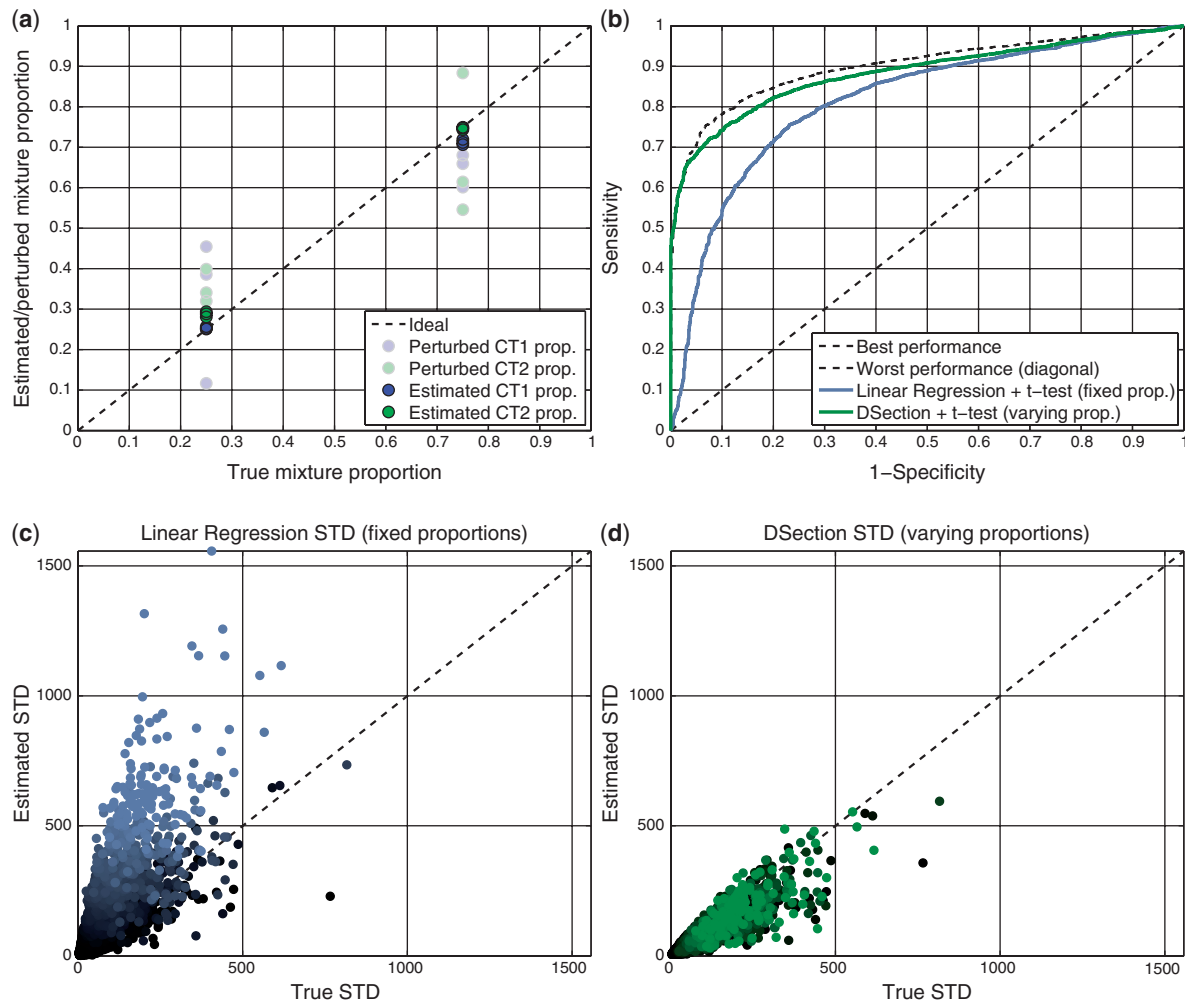 (a)
Estimated/perturbed mixture proportion
1
0.9
0.8
0.7
0.6
0.5
0.4
0.3
0.2
0.1
0
0 0.1 0.2 0.3 0.4 0.5 0.6 0.7 0.8 0.9 1
True mixture proportion
Ideal
Perturbed CT1 prop.
Perturbed CT2 prop.
Estimated CT1 prop.
Estimated CT2 prop.
(b)
Sensitivity
1
0.9
0.8
0.7
0.6
0.5
0.4
0.3
0.2
0.1
0
0 0.1 0.2 0.3 0.4 0.5 0.6 0.7 0.8 0.9 1
1−Specificity
Best performance
Worst performance (diagonal)
Linear Regression + t−test (fixed prop.)
DSection + t−test (varying prop.)
(c)
Linear Regression STD (fixed proportions)
Estimated STD
1500
1000
500
0
0 500 1000 1500
True STD
(d)
DSection STD (varying proportions)
Estimated STD
1500
1000
500
0
0 500 1000 1500
True STD